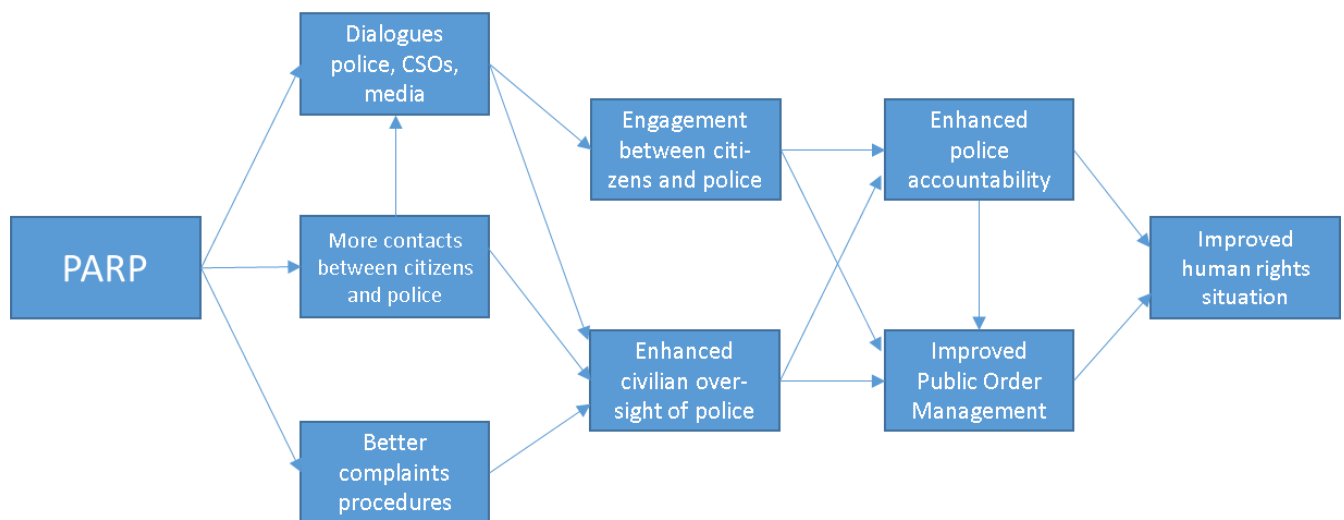 PARP
Dialogues
police, CSOs,
media
More contacts
between citizens
and police
Better
complaints
procedures
Engagement
between citi-
zens and police
Enhanced
civilian over-
sight of police
Enhanced
police
accountability
Improved
Public Order
Management
Improved
human rights
situation